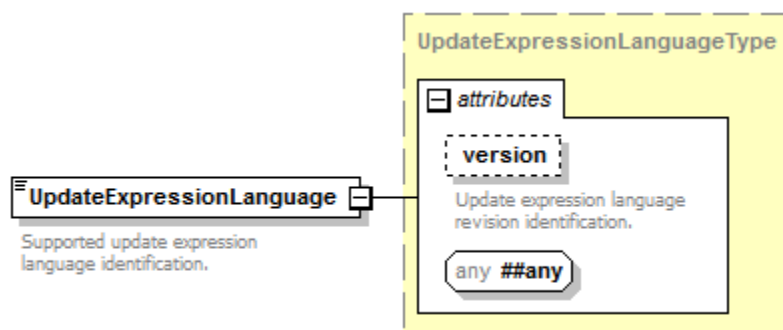 UpdateExpressionLanguageType
attributes
version
Update expression language
revision identification.
UpdateExpressionLanguage
Supported update expression
language identification.
any ##any